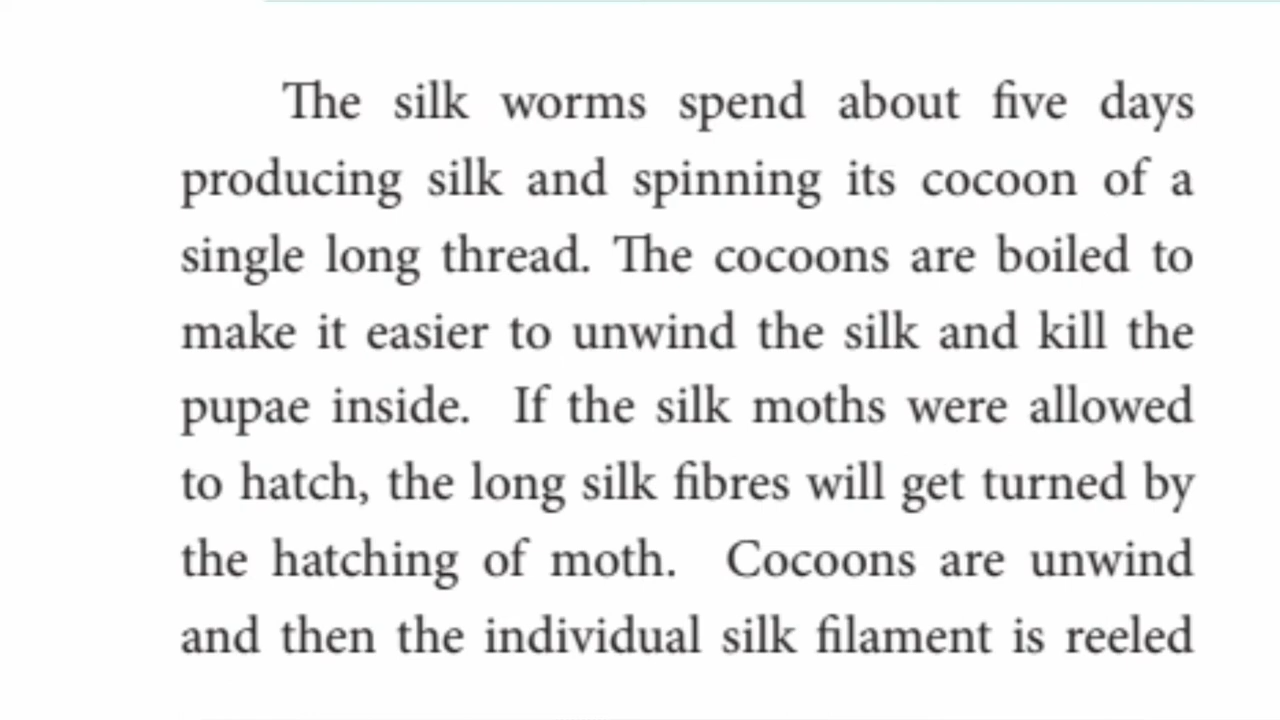 The silk worms spend about five days
producing silk and spinning its cocoon of a
single long thread. The cocoons are boiled to
make it easier to unwind the silk and kill the
pupae inside.  If the silk moths were allowed
to hatch, the long silk fibres will get turned by
the hatching of moth.  Cocoons are unwind
and then the individual silk filament is reeled